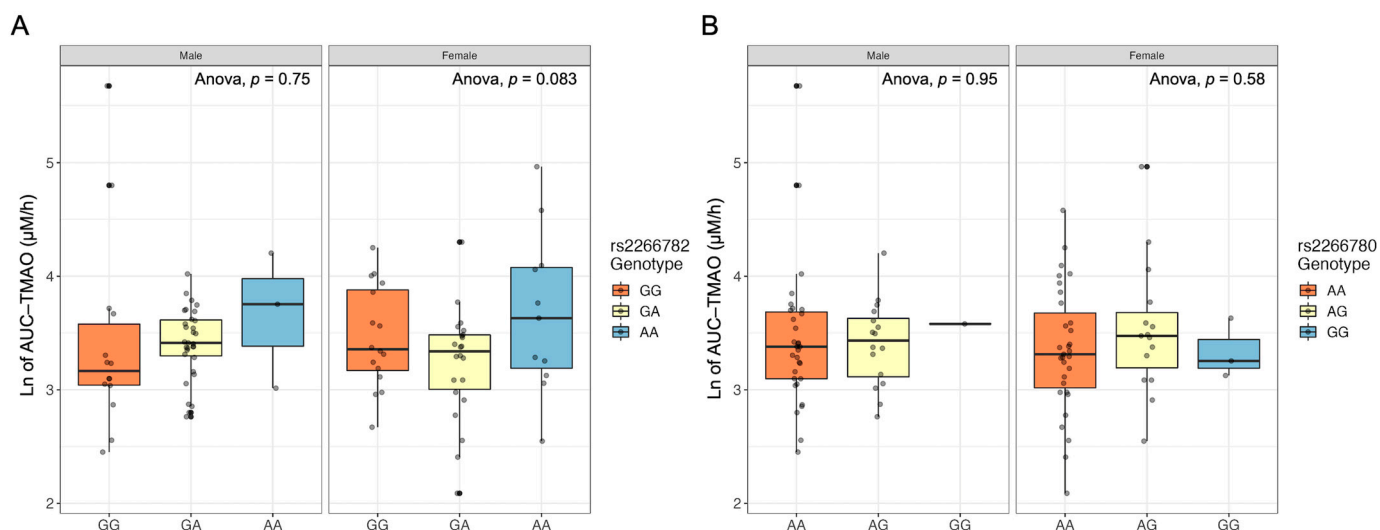 A
Male
Female
Anova, p = 0.75
Anova, p = 0.083
Ln of AUC–TMAO (µM/h)
5
4
3
2
GG
GA
AA
GG
GA
AA
rs2266782
Genotype
GG
GA
AA
B
Male
Female
Anova, p = 0.95
Anova, p = 0.58
Ln of AUC–TMAO (µM/h)
5
4
3
2
AA
AG
GG
AA
AG
GG
rs2266780
Genotype
AA
AG
GG